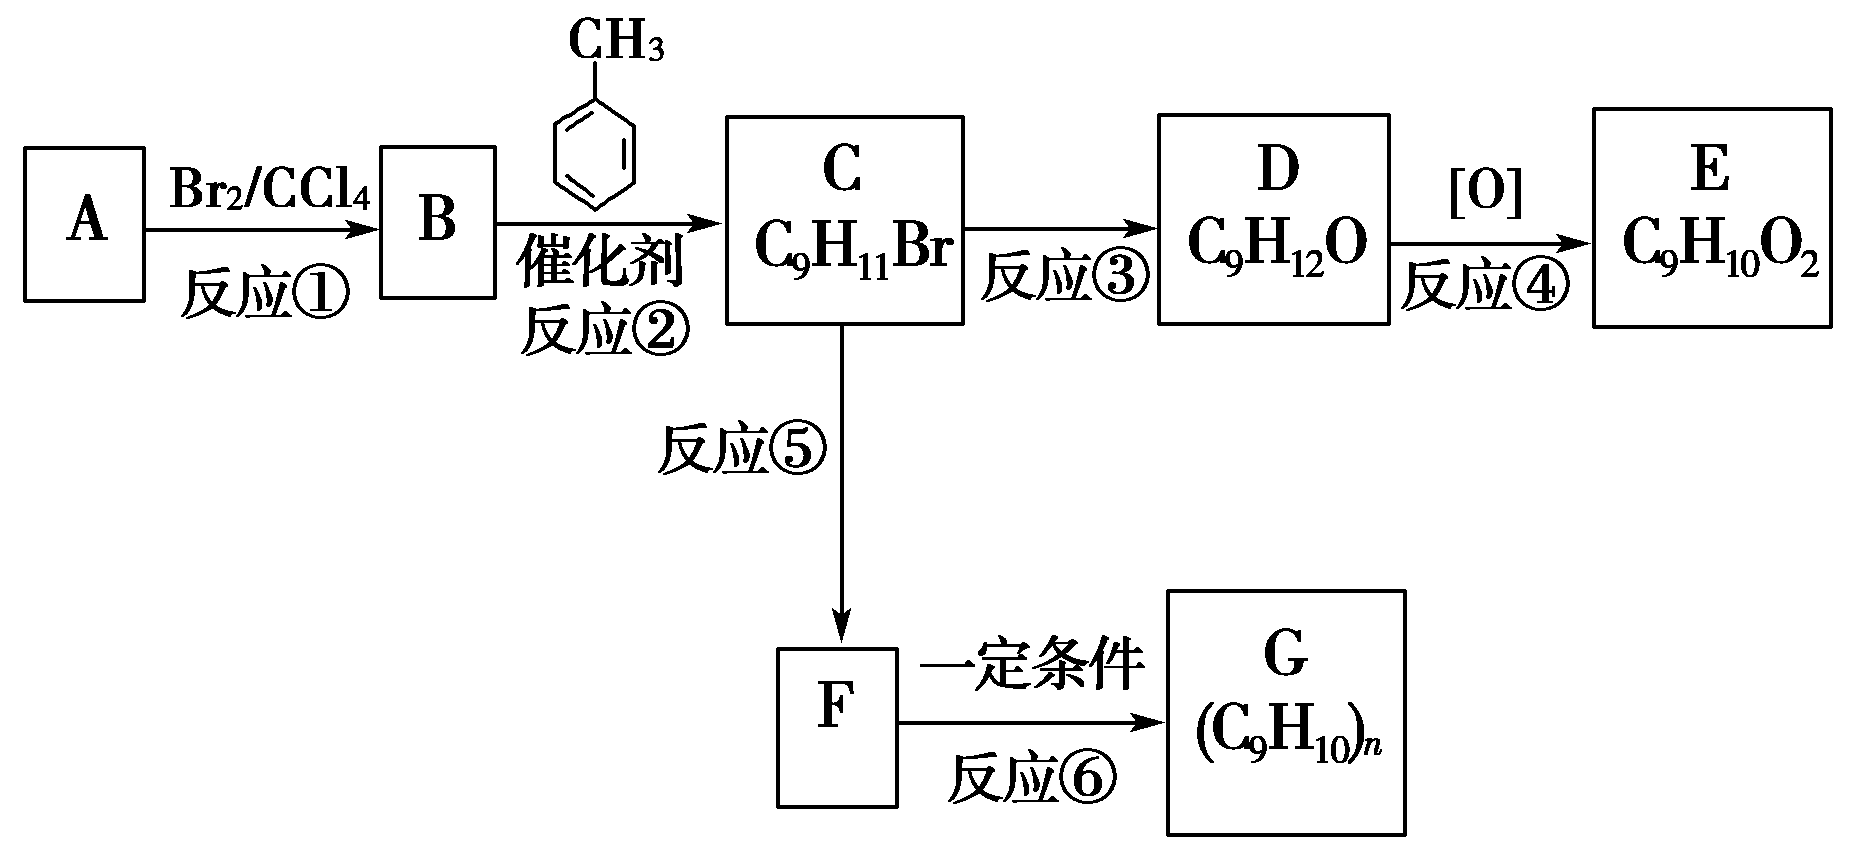 CH₃
A
Br₂/CCl₄
反应①
B
催化剂
反应②
C
C₉H₁₁Br
反应③
D
C₉H₁₂O
[O]
反应④
E
C₉H₁₀O₂
反应⑤
F
一定条件
反应⑥
G
(C₉H₁₀)ₙ